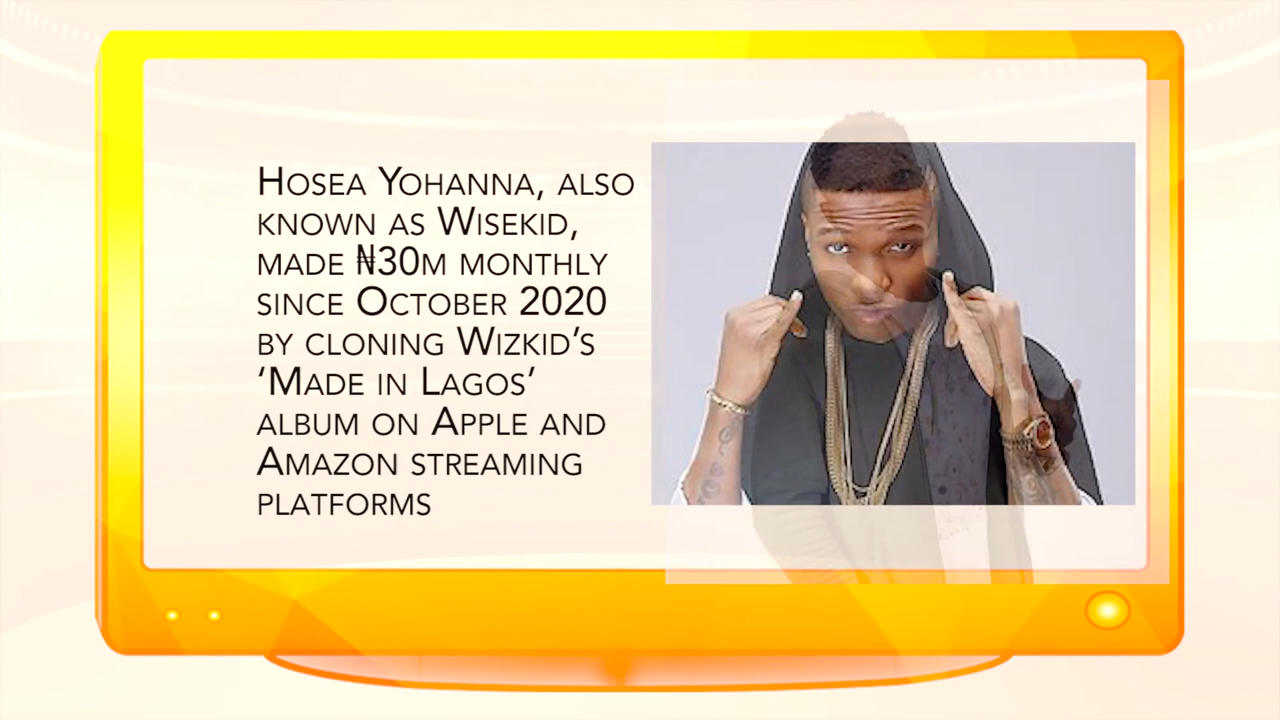 Hosea Yohanna, also
known as Wisekid,
made ₦30m monthly
since October 2020
by cloning Wizkid's
'Made in Lagos'
album on Apple and
Amazon streaming
platforms